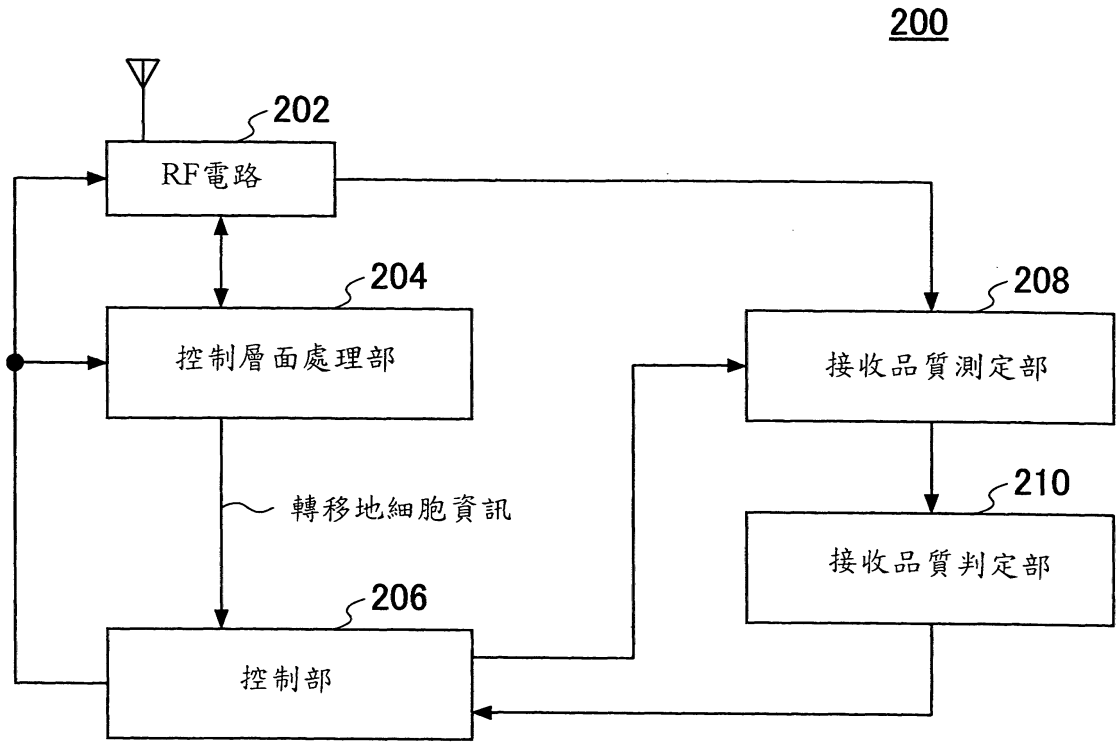 200
202
RF電路
204
控制層面處理部
208
接收品質測定部
轉移地細胞資訊
210
接收品質判定部
206
控制部